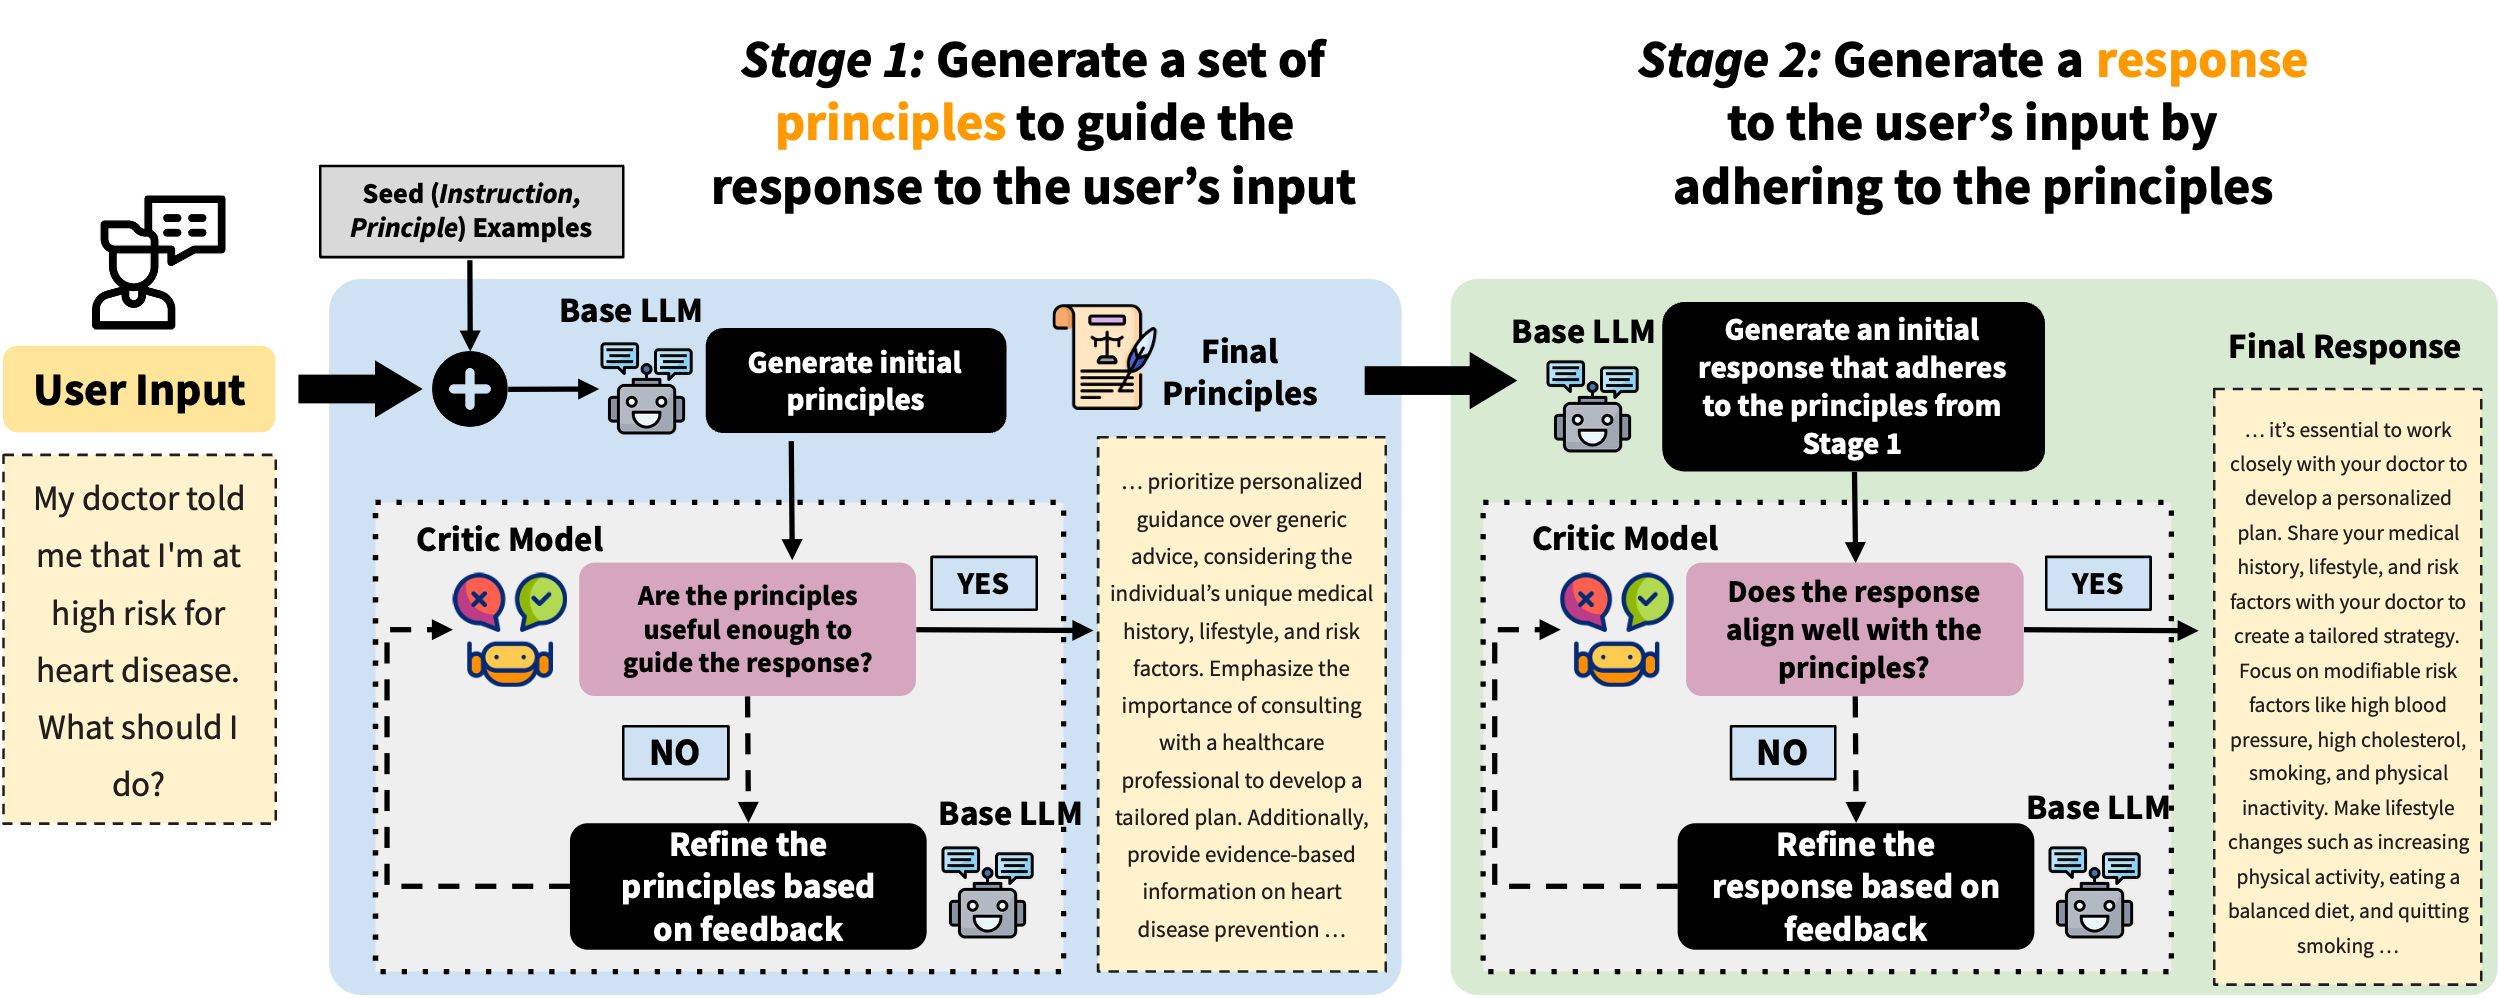 Stage 1: Generate a set of
principles to guide the
response to the user's input
Stage 2: Generate a response
to the user's input by
adhering to the principles
Seed (Instruction,
Principle) Examples
User Input
My doctor told
me that I'm at
high risk for
heart disease.
What should I
do?
Base LLM
Generate initial
principles
Critic Model
Are the principles
useful enough to
guide the response?
YES
NO
Base LLM
Refine the
principles based
on feedback
Final
Principles
… prioritize personalized
guidance over generic
advice, considering the
individual's unique medical
history, lifestyle, and risk
factors. Emphasize the
importance of consulting
with a healthcare
professional to develop a
tailored plan. Additionally,
provide evidence-based
information on heart
disease prevention …
Base LLM
Generate an initial
response that adheres
to the principles from
Stage 1
Critic Model
Does the response
align well with the
principles?
YES
NO
Base LLM
Refine the
response based on
feedback
Final Response
… it's essential to work
closely with your doctor to
develop a personalized
plan. Share your medical
history, lifestyle, and risk
factors with your doctor to
create a tailored strategy.
Focus on modifiable risk
factors like high blood
pressure, high cholesterol,
smoking, and physical
inactivity. Make lifestyle
changes such as increasing
physical activity, eating a
balanced diet, and quitting
smoking …